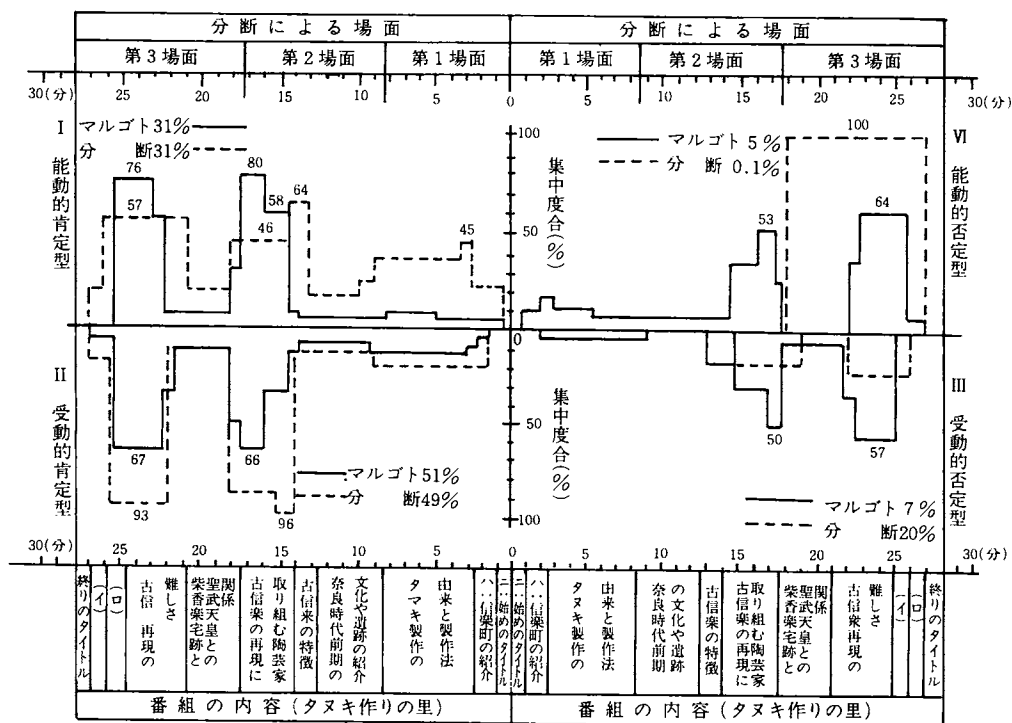 分断による場面 分断による場面
第3場面 第2場面 第1場面 第1場面 第2場面 第3場面
30(分) 25 20 15 10 5 0 5 10 15 20 25 30(分)
I 能動的肯定型
マルゴト31%
分 断31%
76
57
80
58
46
64
45
100
50
集中度合(%)
マルゴト5%
分 断 0.1%
100
53
64
VI 能動的否定型
II 受動的肯定型
67
93
66
96
マルゴト51%
分 断49%
0
50
100
集中度合(%)
50
57
マルゴト7%
分 断20%
III 受動的否定型
30(分) 25 20 15 10 5 0 5 10 15 20 25 30(分)
終りのタイトル
(イ)
(ロ)
古信 再現の
難しさ
柴香楽宅跡と
聖武天皇との
関係
古信楽の再現に
取り組む陶芸家
古信来の特徴
奈良時代前期の
文化や遺跡の紹介
タマキ製作の
由来と製作法
ハ:信楽町の紹介
ニ:始めのタイトル
ニ:始めのタイトル
ハ:信楽町の紹介
タヌキ製作の
由来と製作法
奈良時代前期
の文化や遺跡
古信楽の特徴
古信楽の再現に
取り組む陶芸家
柴香楽宅跡と
聖武天皇との
関係
古信衆再現の
難しさ
(イ)
(ロ)
終りのタイトル
番組の内容(タヌキ作りの里) 番組の内容(タヌキ作りの里)